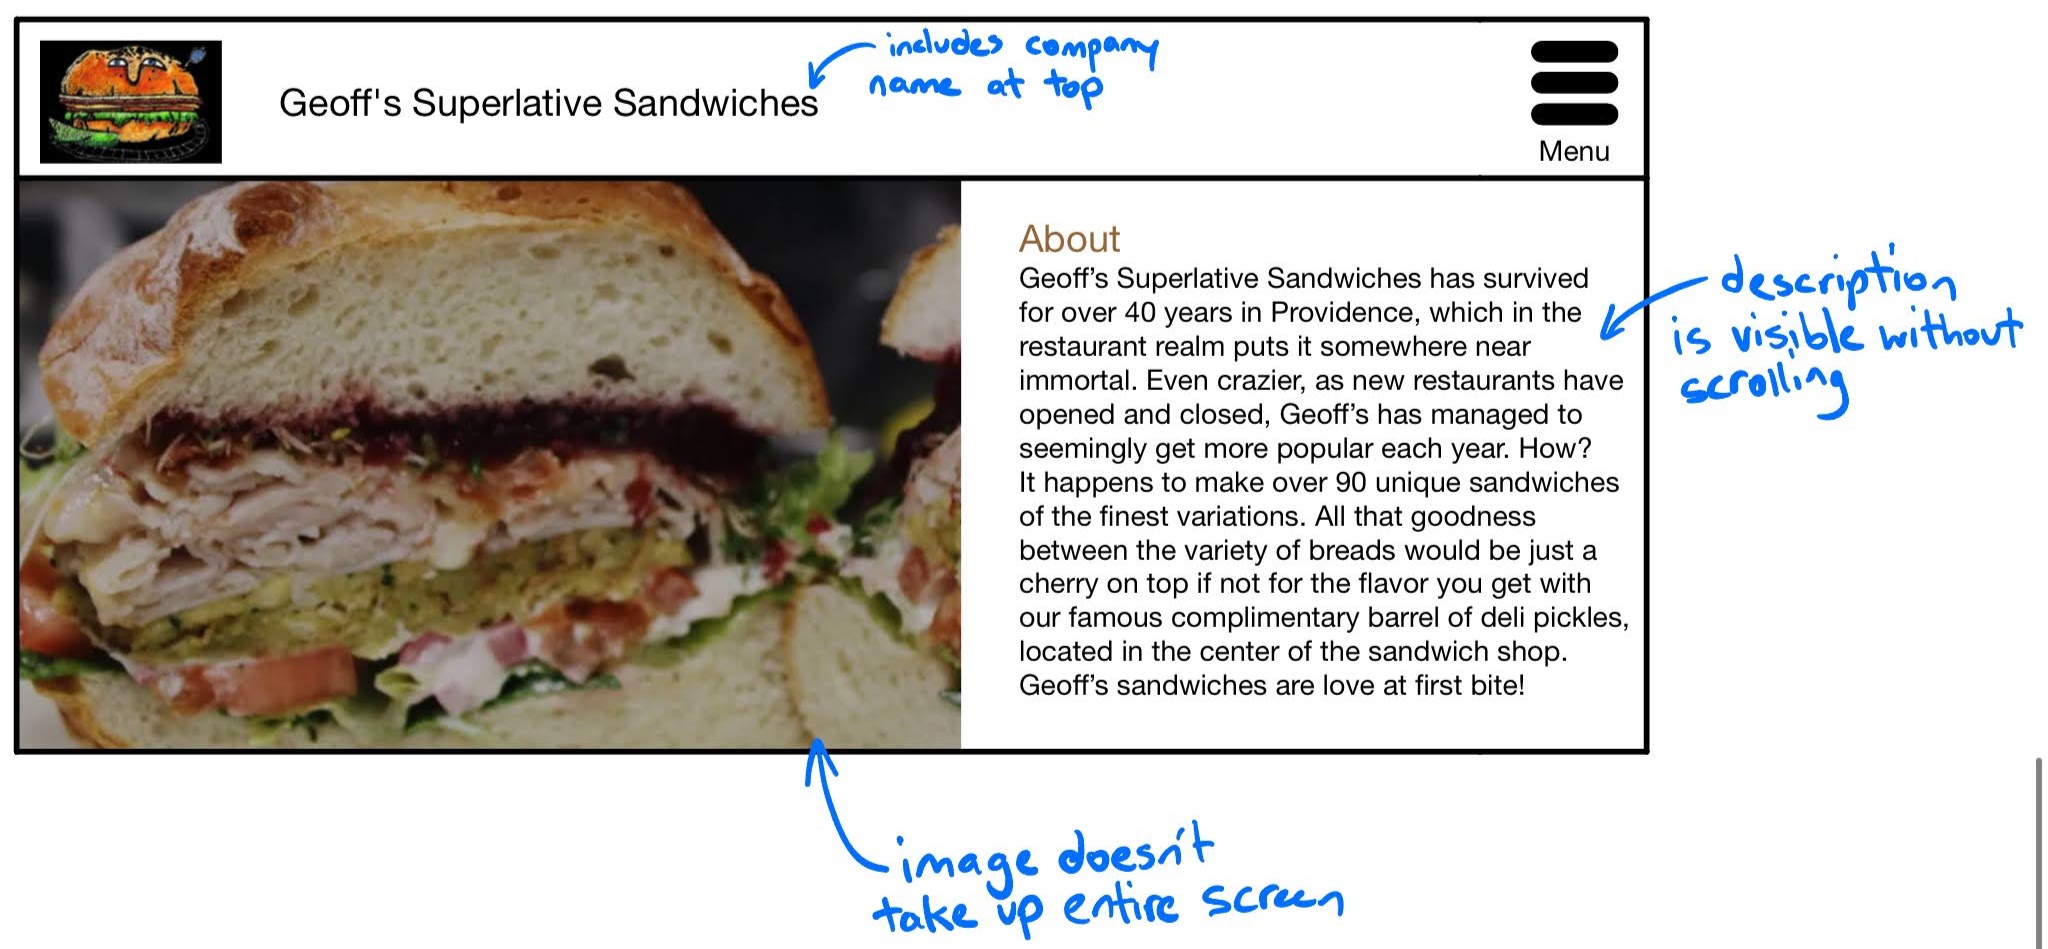 includes company
name at top
Geoff's Superlative Sandwiches
Menu
About
Geoff’s Superlative Sandwiches has survived
for over 40 years in Providence, which in the
restaurant realm puts it somewhere near
immortal. Even crazier, as new restaurants have
opened and closed, Geoff’s has managed to
seemingly get more popular each year. How?
It happens to make over 90 unique sandwiches
of the finest variations. All that goodness
between the variety of breads would be just a
cherry on top if not for the flavor you get with
our famous complimentary barrel of deli pickles,
located in the center of the sandwich shop.
Geoff’s sandwiches are love at first bite!
description
is visible without
scrolling
image doesn't
take up entire screen